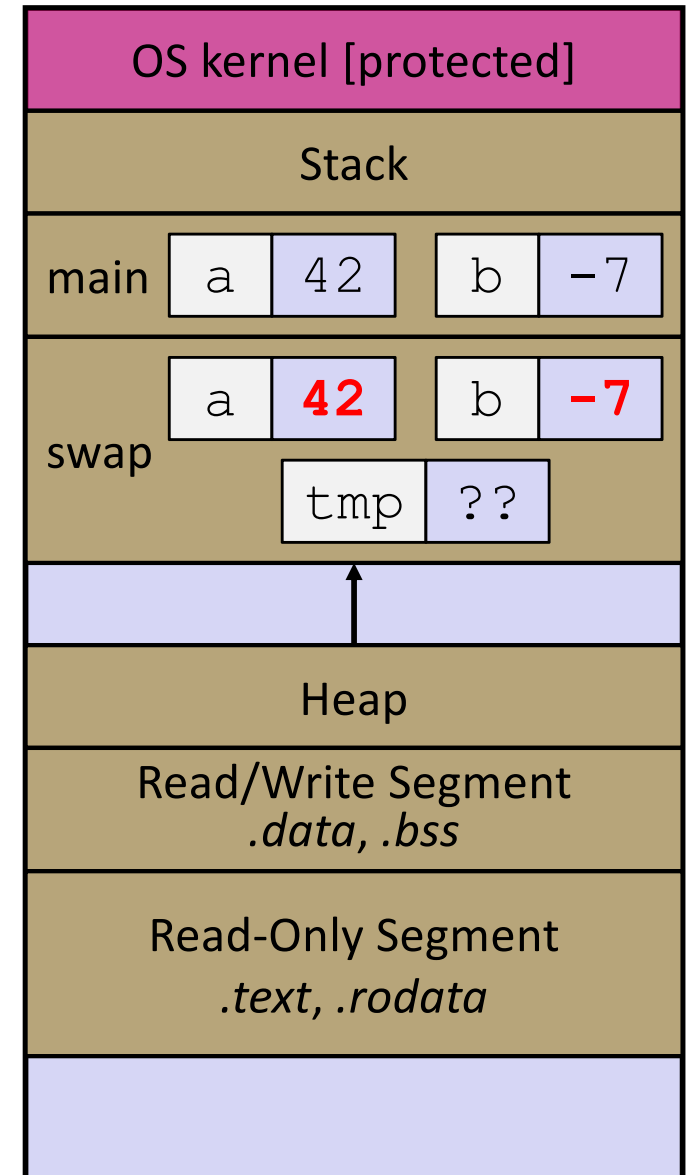 OS kernel [protected]
Stack
main a 42 b -7
a 42 b -7
swap
tmp ??
Heap
Read/Write Segment
.data, .bss
Read-Only Segment
.text, .rodata